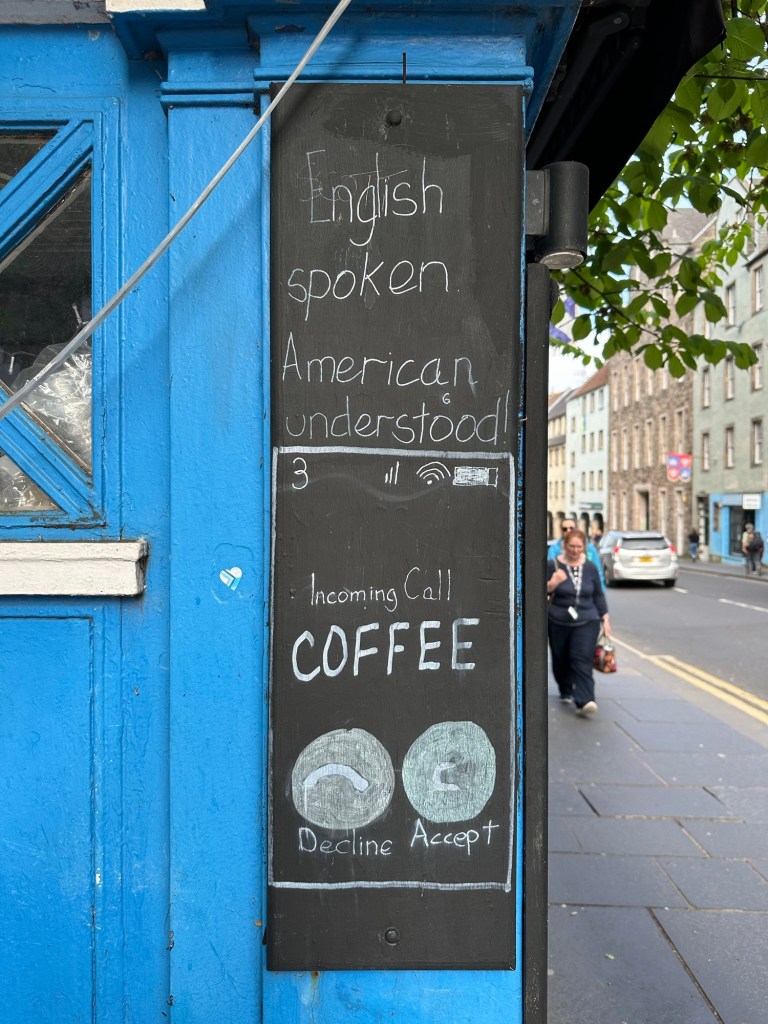 English
spoken
American
understood!
3
Incoming Call
COFFEE
Decline Accept